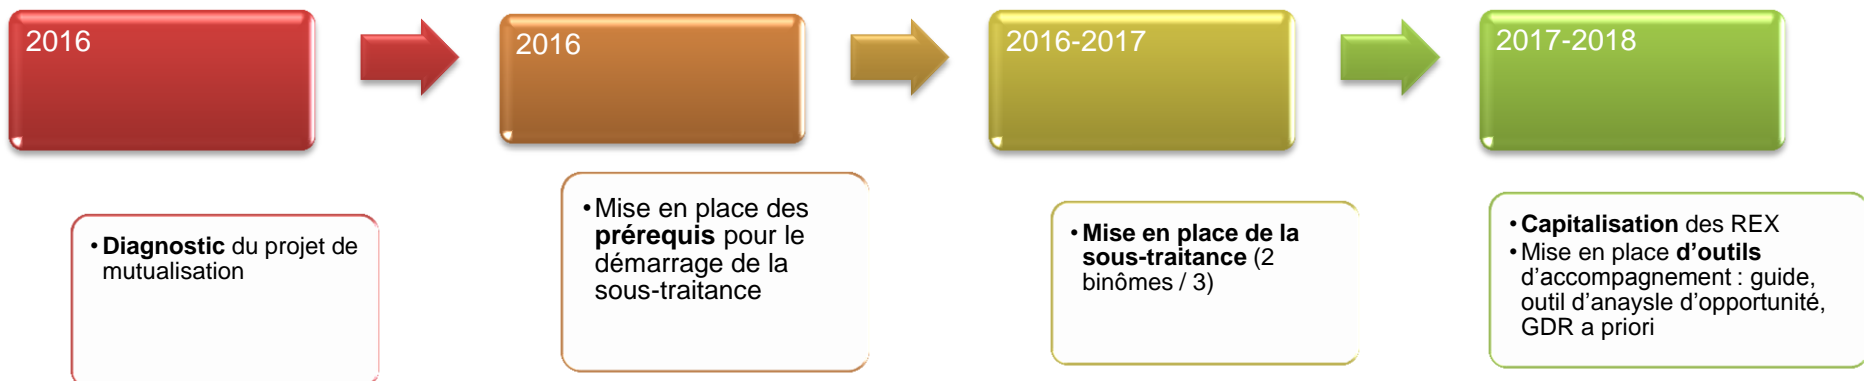 2016
2016
2016-2017
2017-2018
• Diagnostic du projet de
mutualisation
• Mise en place des
prérequis pour le
démarrage de la
sous-traitance
• Mise en place de la
sous-traitance (2
binômes / 3)
• Capitalisation des REX
• Mise en place d’outils
d’accompagnement : guide,
outil d’anaysle d’opportunité,
GDR a priori